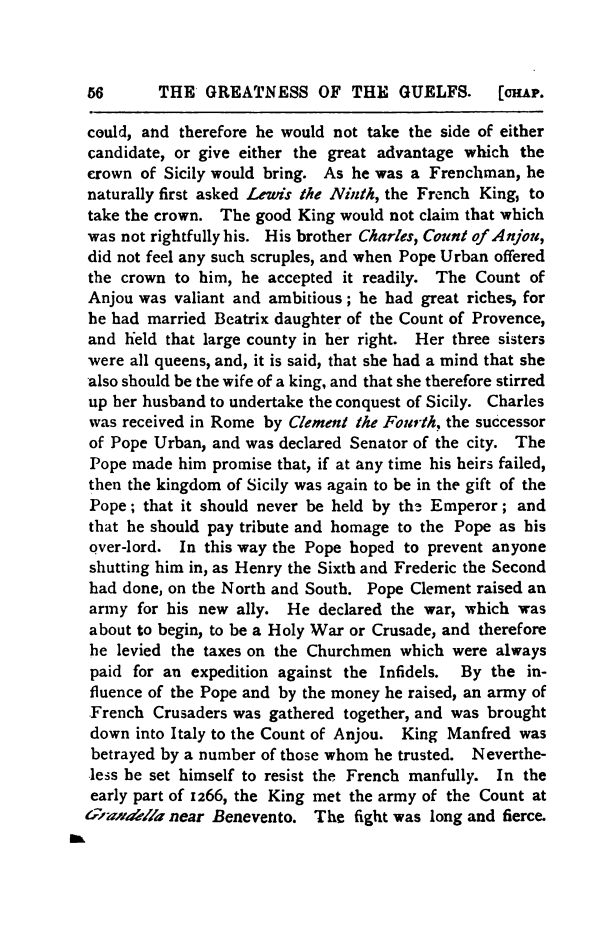 56 THE GREATNESS OF THE GUELFS. [CHAP.
could, and therefore he would not take the side of either
candidate, or give either the great advantage which the
crown of Sicily would bring. As he was a Frenchman, he
naturally first asked Lewis the Ninth, the French King, to
take the crown. The good King would not claim that which
was not rightfully his. His brother Charles, Count of Anjou,
did not feel any such scruples, and when Pope Urban offered
the crown to him, he accepted it readily. The Count of
Anjou was valiant and ambitious; he had great riches, for
he had married Beatrix daughter of the Count of Provence,
and held that large county in her right. Her three sisters
were all queens, and, it is said, that she had a mind that she
also should be the wife of a king, and that she therefore stirred
up her husband to undertake the conquest of Sicily. Charles
was received in Rome by Clement the Fourth, the successor
of Pope Urban, and was declared Senator of the city. The
Pope made him promise that, if at any time his heirs failed,
then the kingdom of Sicily was again to be in the gift of the
Pope; that it should never be held by the Emperor; and
that he should pay tribute and homage to the Pope as his
over-lord. In this way the Pope hoped to prevent anyone
shutting him in, as Henry the Sixth and Frederic the Second
had done, on the North and South. Pope Clement raised an
army for his new ally. He declared the war, which was
about to begin, to be a Holy War or Crusade, and therefore
he levied the taxes on the Churchmen which were always
paid for an expedition against the Infidels. By the in-
fluence of the Pope and by the money he raised, an army of
French Crusaders was gathered together, and was brought
down into Italy to the Count of Anjou. King Manfred was
betrayed by a number of those whom he trusted. Neverthe-
less he set himself to resist the French manfully. In the
early part of 1266, the King met the army of the Count at
Grandella near Benevento. The fight was long and fierce.